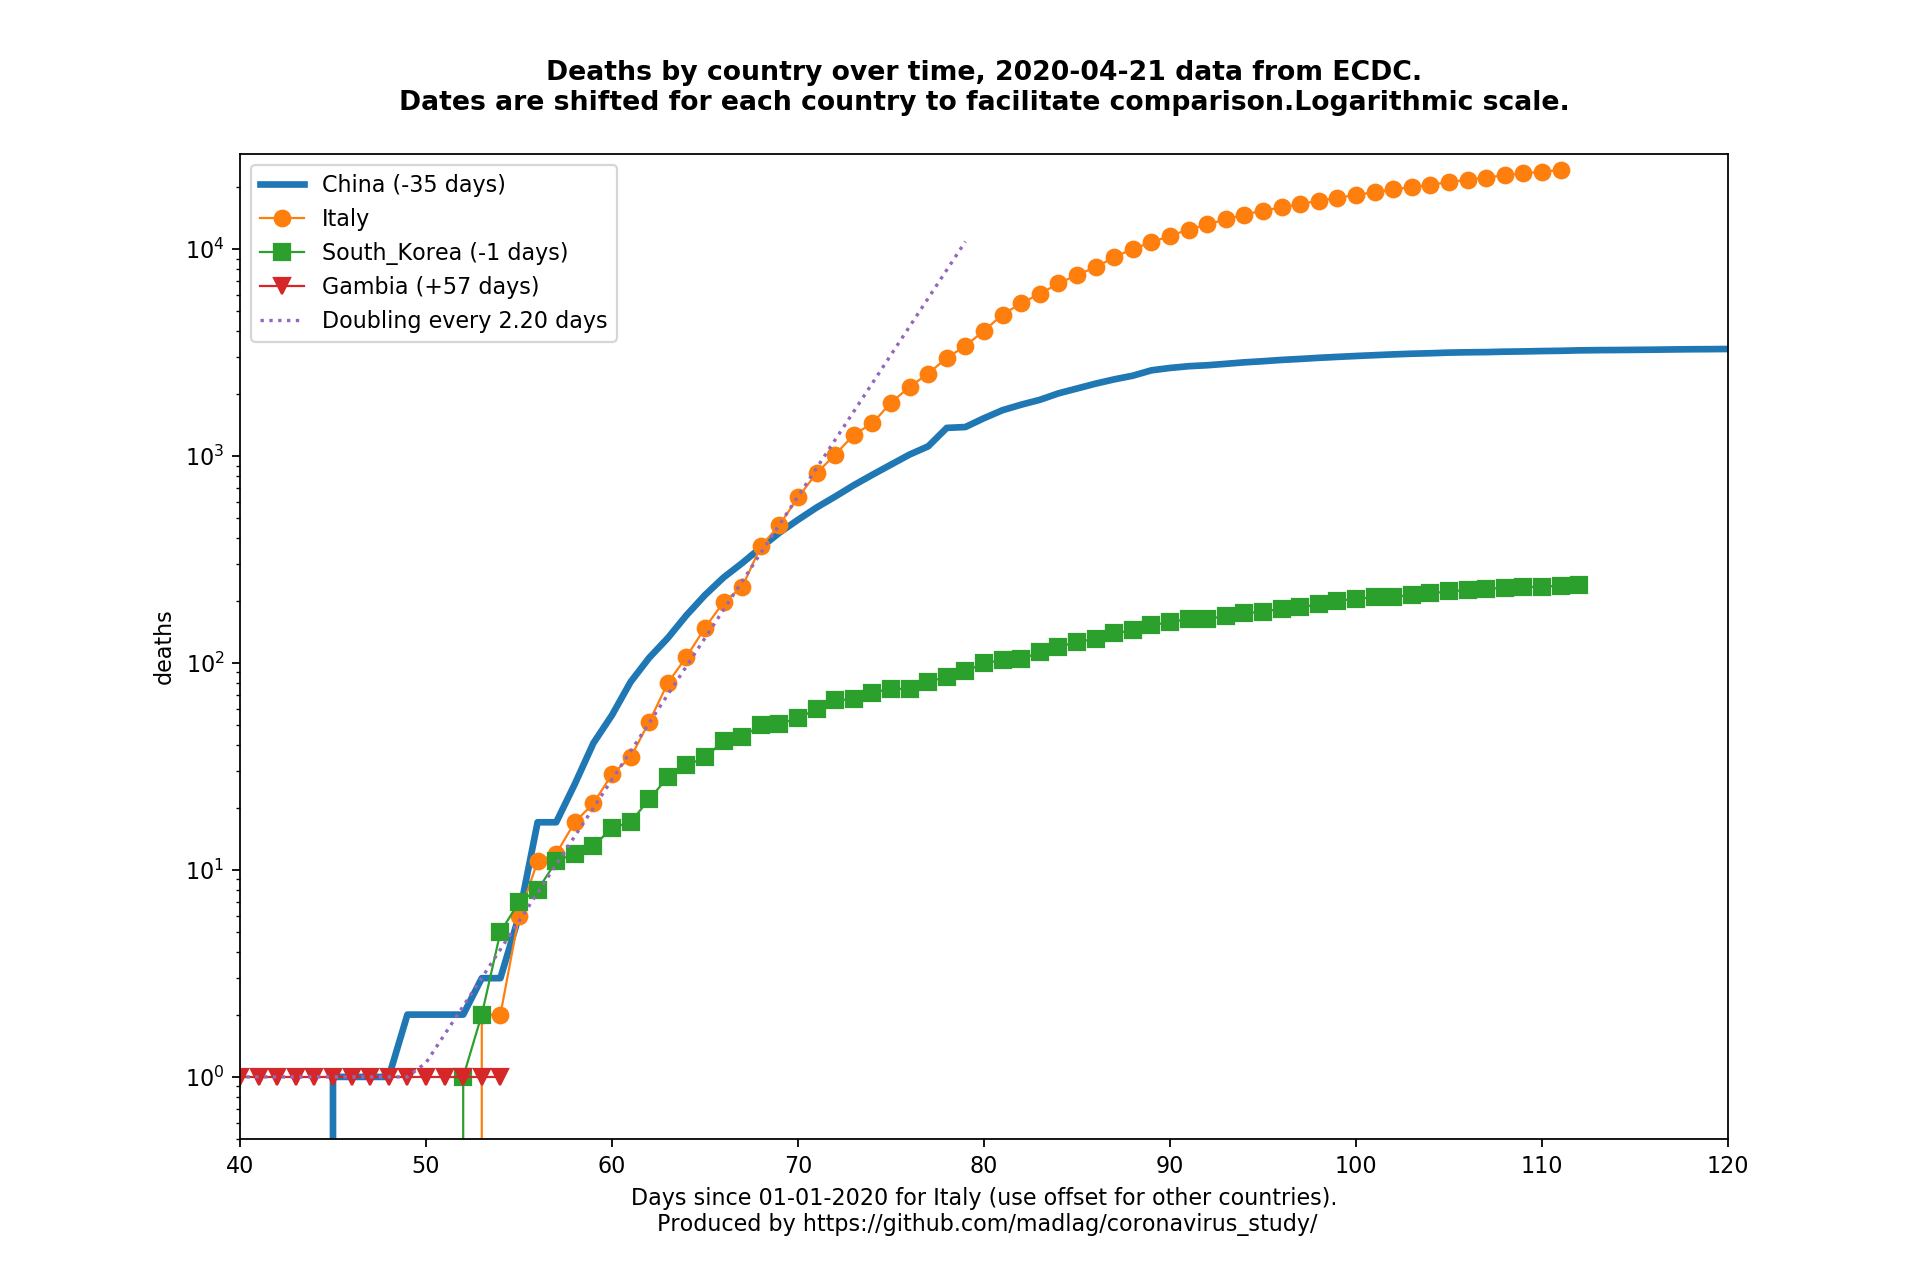 Deaths by country over time, 2020-04-21 data from ECDC.
Dates are shifted for each country to facilitate comparison.Logarithmic scale.
China (-35 days)
Italy
South_Korea (-1 days)
Gambia (+57 days)
Doubling every 2.20 days
deaths
10⁴
10³
10²
10¹
10⁰
40 50 60 70 80 90 100 110 120
Days since 01-01-2020 for Italy (use offset for other countries).
Produced by https://github.com/madlag/coronavirus_study/